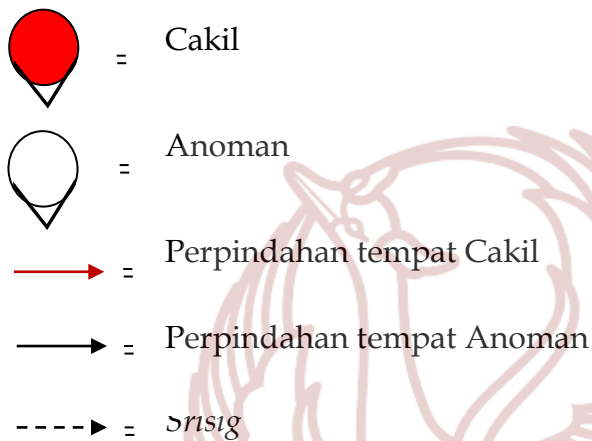 = Cakil
= Anoman
= Perpindahan tempat Cakil
= Perpindahan tempat Anoman
= Srisig